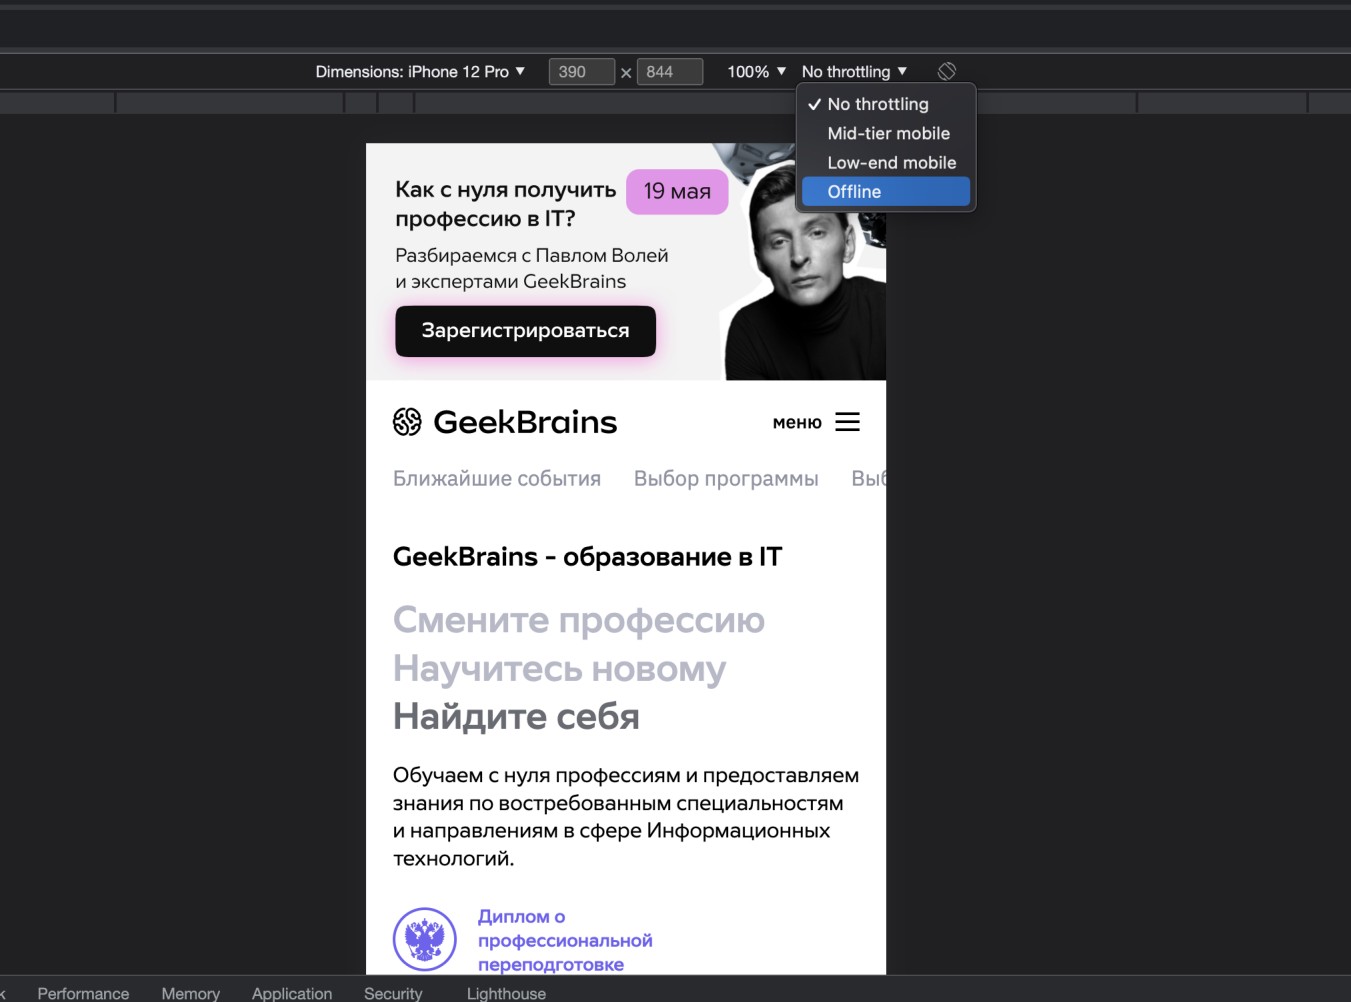 Dimensions: iPhone 12 Pro 390 × 844 100% No throttling
No throttling
Mid-tier mobile
Low-end mobile
Offline
Как с нуля получить
профессию в IT?
19 мая
Разбираемся с Павлом Волей
и экспертами GeekBrains
Зарегистрироваться
GeekBrains
меню
Ближайшие события Выбор программы Выб
GeekBrains - образование в IT
Смените профессию
Научитесь новому
Найдите себя
Обучаем с нуля профессиям и предоставляем
знания по востребованным специальностям
и направлениям в сфере Информационных
технологий.
Диплом о
профессиональной
переподготовке
Performance Memory Application Security Lighthouse